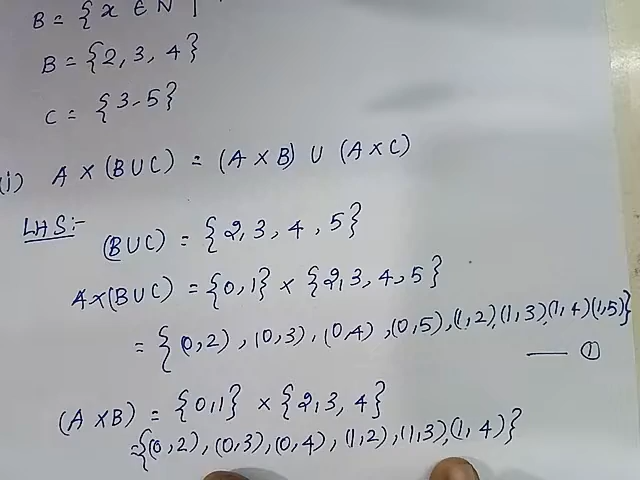 B = {x ∈ N |
B = {2, 3, 4}
C = {3, 5}
(i) A × (B ∪ C) = (A × B) ∪ (A × C)
LHS:-
(B ∪ C) = {2, 3, 4, 5}
A×(B ∪ C) = {0, 1} × {2, 3, 4, 5}
= {(0, 2), (0, 3), (0, 4), (0, 5), (1, 2), (1, 3), (1, 4) (1, 5)}
— ①
(A × B) = {0, 1} × {2, 3, 4}
= {(0, 2), (0, 3), (0, 4), (1, 2), (1, 3), (1, 4)}